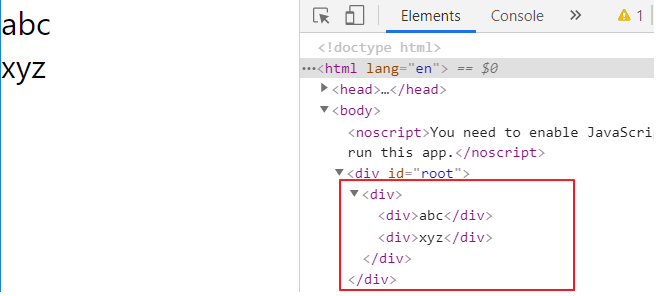 abc
xyz
Elements Console » 1
<!doctype html>
…<html lang="en"> == $0
<head>…</head>
<body>
<noscript>You need to enable JavaScri
run this app.</noscript>
<div id="root">
<div>
<div>abc</div>
<div>xyz</div>
</div>
</div>